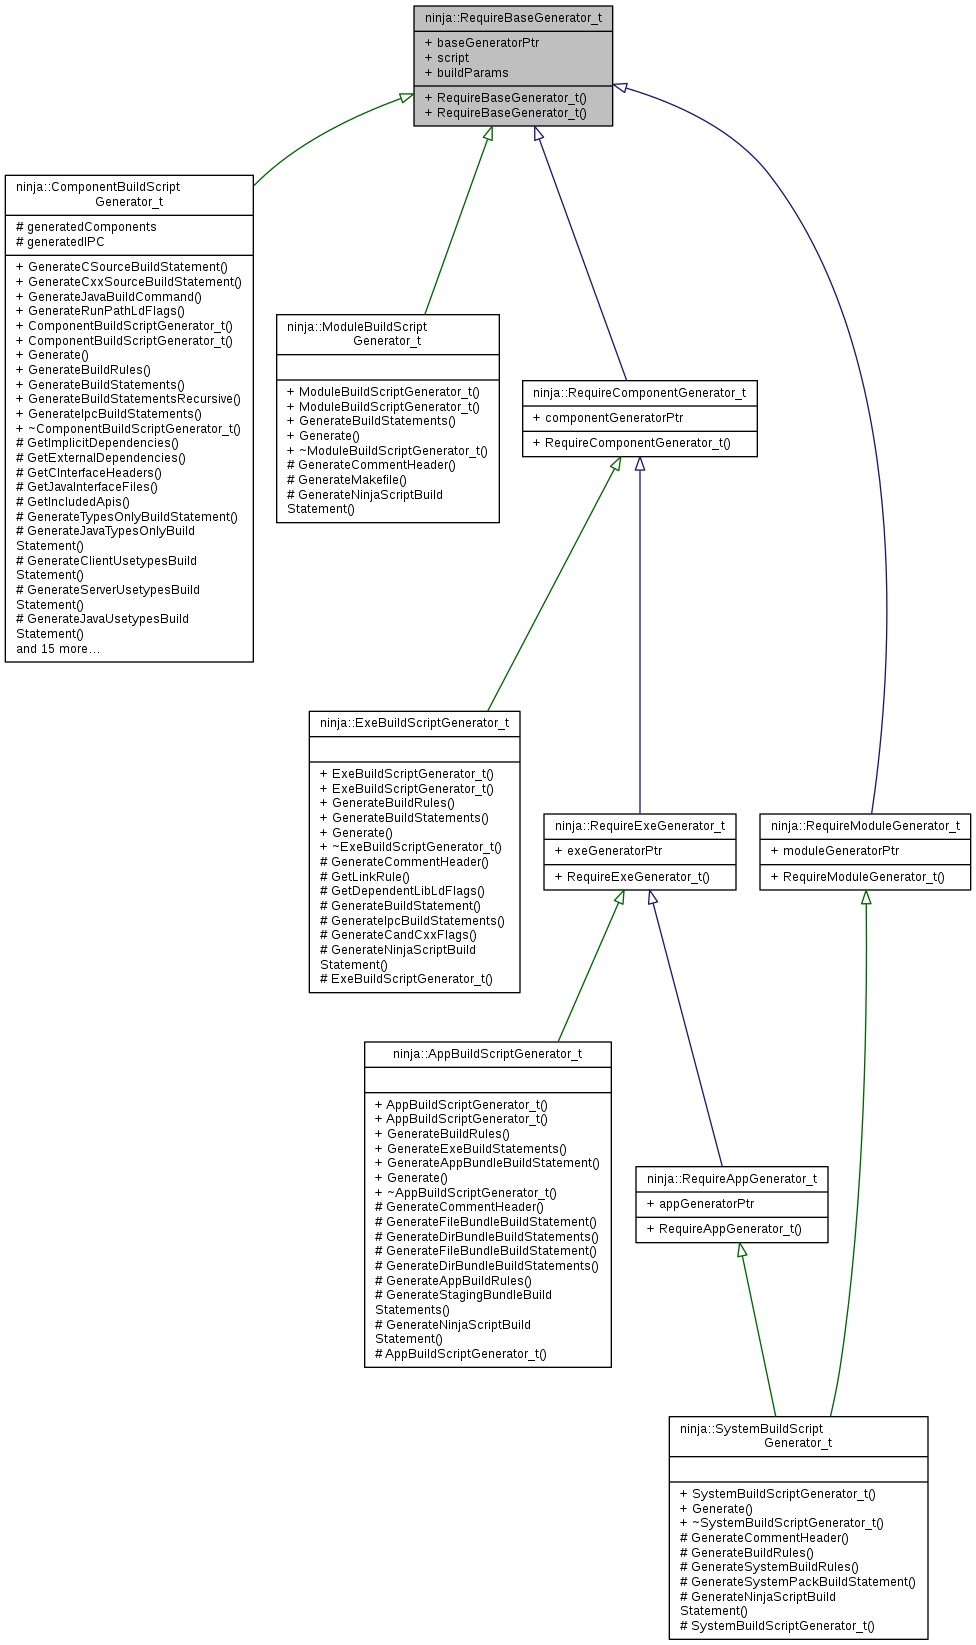 ninja::RequireBaseGenerator_t
+ baseGeneratorPtr
+ script
+ buildParams
+ RequireBaseGenerator_t()
+ RequireBaseGenerator_t()
ninja::ComponentBuildScript
Generator_t
# generatedComponents
# generatedIPC
+ GenerateCSourceBuildStatement()
+ GenerateCxxSourceBuildStatement()
+ GenerateJavaBuildCommand()
+ GenerateRunPathLdFlags()
+ ComponentBuildScriptGenerator_t()
+ ComponentBuildScriptGenerator_t()
+ Generate()
+ GenerateBuildRules()
+ GenerateBuildStatements()
+ GenerateBuildStatementsRecursive()
+ GenerateIpcBuildStatements()
+ ~ComponentBuildScriptGenerator_t()
# GetImplicitDependencies()
# GetExternalDependencies()
# GetCInterfaceHeaders()
# GetJavaInterfaceFiles()
# GetIncludedApis()
# GenerateTypesOnlyBuildStatement()
# GenerateJavaTypesOnlyBuild
Statement()
# GenerateClientUsetypesBuild
Statement()
# GenerateServerUsetypesBuild
Statement()
# GenerateJavaUsetypesBuild
Statement()
and 15 more...
ninja::ModuleBuildScript
Generator_t
+ ModuleBuildScriptGenerator_t()
+ ModuleBuildScriptGenerator_t()
+ GenerateBuildStatements()
+ Generate()
+ ~ModuleBuildScriptGenerator_t()
# GenerateCommentHeader()
# GenerateMakefile()
# GenerateNinjaScriptBuild
Statement()
ninja::RequireComponentGenerator_t
+ componentGeneratorPtr
+ RequireComponentGenerator_t()
ninja::ExeBuildScriptGenerator_t
+ ExeBuildScriptGenerator_t()
+ ExeBuildScriptGenerator_t()
+ GenerateBuildRules()
+ GenerateBuildStatements()
+ Generate()
+ ~ExeBuildScriptGenerator_t()
# GenerateCommentHeader()
# GetLinkRule()
# GetDependentLibLdFlags()
# GenerateBuildStatement()
# GenerateIpcBuildStatements()
# GenerateCandCxxFlags()
# GenerateNinjaScriptBuild
Statement()
# ExeBuildScriptGenerator_t()
ninja::RequireExeGenerator_t
+ exeGeneratorPtr
+ RequireExeGenerator_t()
ninja::RequireModuleGenerator_t
+ moduleGeneratorPtr
+ RequireModuleGenerator_t()
ninja::AppBuildScriptGenerator_t
+ AppBuildScriptGenerator_t()
+ AppBuildScriptGenerator_t()
+ GenerateBuildRules()
+ GenerateExeBuildStatements()
+ GenerateAppBundleBuildStatement()
+ Generate()
+ ~AppBuildScriptGenerator_t()
# GenerateCommentHeader()
# GenerateFileBundleBuildStatement()
# GenerateDirBundleBuildStatements()
# GenerateFileBundleBuildStatement()
# GenerateDirBundleBuildStatements()
# GenerateAppBuildRules()
# GenerateStagingBundleBuild
Statements()
# GenerateNinjaScriptBuild
Statement()
# AppBuildScriptGenerator_t()
ninja::RequireAppGenerator_t
+ appGeneratorPtr
+ RequireAppGenerator_t()
ninja::SystemBuildScript
Generator_t
+ SystemBuildScriptGenerator_t()
+ Generate()
+ ~SystemBuildScriptGenerator_t()
# GenerateCommentHeader()
# GenerateBuildRules()
# GenerateSystemBuildRules()
# GenerateSystemPackBuildStatement()
# GenerateNinjaScriptBuild
Statement()
# SystemBuildScriptGenerator_t()